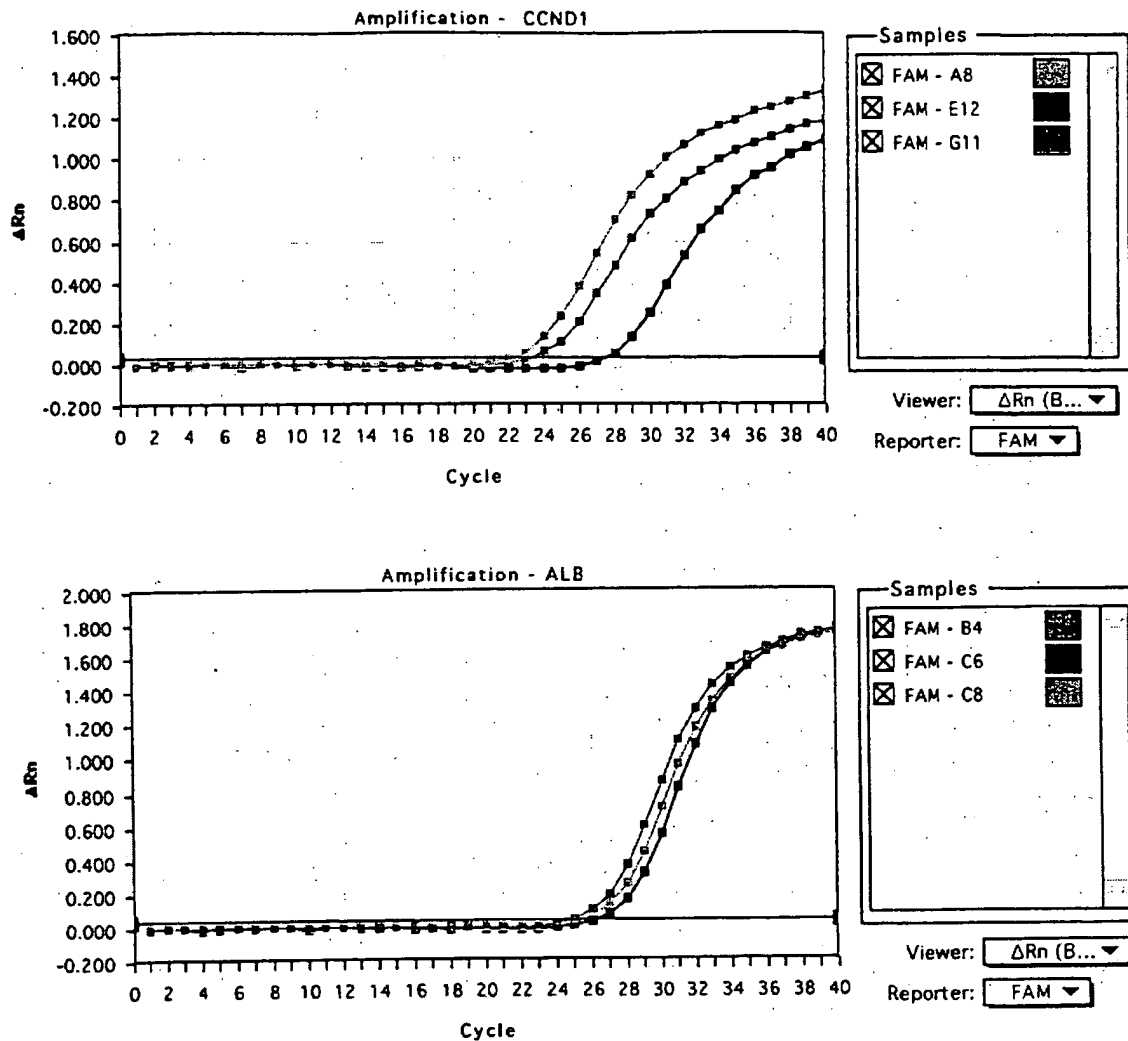 Amplification - CCND1
1.600
1.400
1.200
1.000
0.800
0.600
0.400
0.200
0.000
-0.200
ΔRn
0 2 4 6 8 10 12 14 16 18 20 22 24 26 28 30 32 34 36 38 40
Cycle
Samples
FAM - A8
FAM - E12
FAM - G11
Viewer: ΔRn (B...
Reporter: FAM
Amplification - ALB
2.000
1.800
1.600
1.400
1.200
1.000
0.800
0.600
0.400
0.200
0.000
-0.200
ΔRn
0 2 4 6 8 10 12 14 16 18 20 22 24 26 28 30 32 34 36 38 40
Cycle
Samples
FAM - B4
FAM - C6
FAM - C8
Viewer: ΔRn (B...
Reporter: FAM